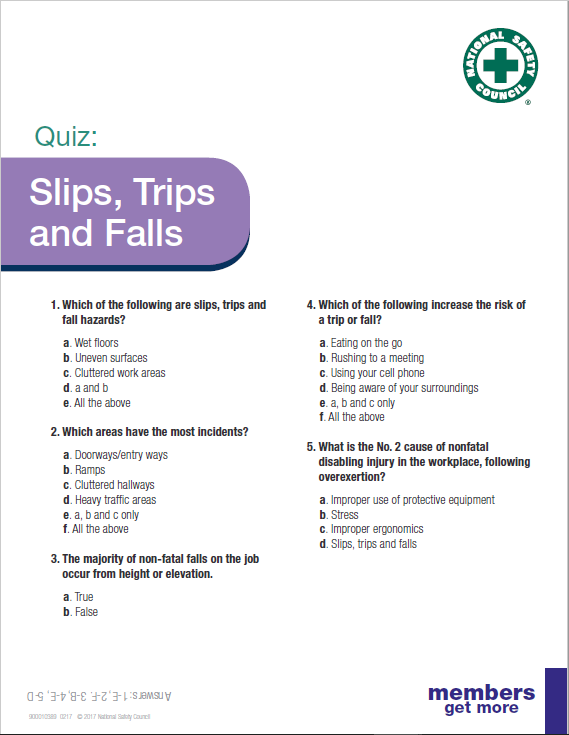 NATIONAL SAFETY COUNCIL
®
Quiz:
Slips, Trips
and Falls
1. Which of the following are slips, trips and
fall hazards?
a. Wet floors
b. Uneven surfaces
c. Cluttered work areas
d. a and b
e. All the above
2. Which areas have the most incidents?
a. Doorways/entry ways
b. Ramps
c. Cluttered hallways
d. Heavy traffic areas
e. a, b and c only
f. All the above
3. The majority of non-fatal falls on the job
occur from height or elevation.
a. True
b. False
4. Which of the following increase the risk of
a trip or fall?
a. Eating on the go
b. Rushing to a meeting
c. Using your cell phone
d. Being aware of your surroundings
e. a, b and c only
f. All the above
5. What is the No. 2 cause of nonfatal
disabling injury in the workplace, following
overexertion?
a. Improper use of protective equipment
b. Stress
c. Improper ergonomics
d. Slips, trips and falls
Answers: 1-E, 2-F, 3-B, 4-E, 5-D
0217 © 2017 National Safety Council
members
get more